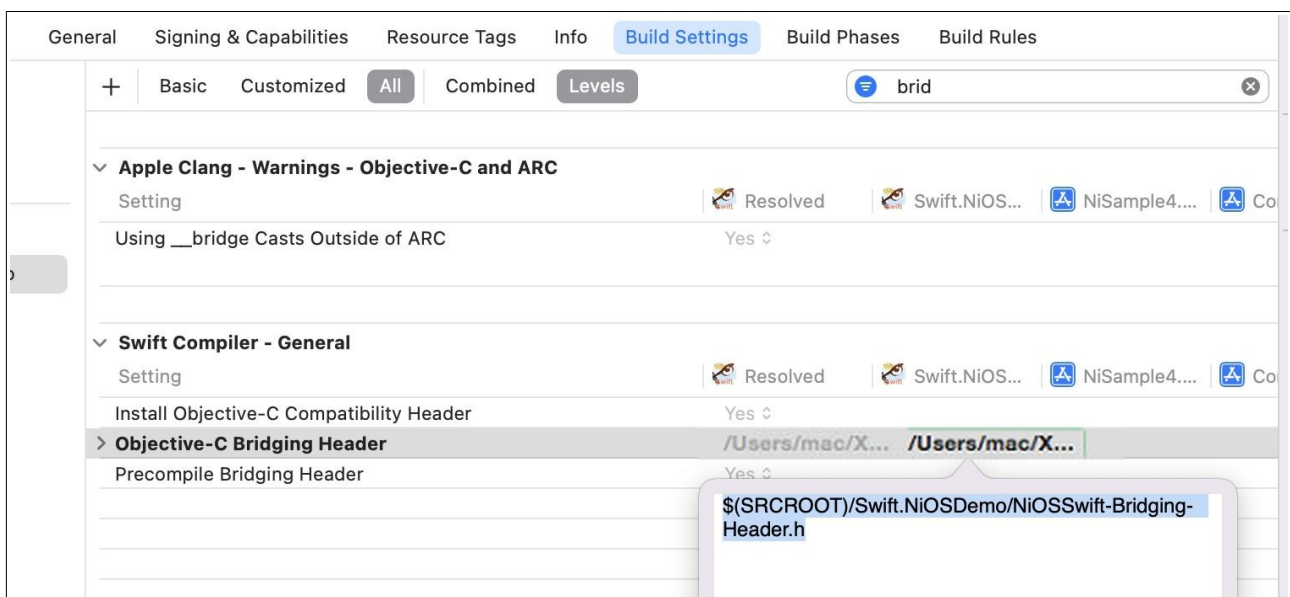 General Signing & Capabilities Resource Tags Info Build Settings Build Phases Build Rules
+ Basic Customized All Combined Levels brid
Apple Clang - Warnings - Objective-C and ARC
Setting Resolved Swift.NiOS... NiSample4.... Co
Using __bridge Casts Outside of ARC Yes
Swift Compiler - General
Setting Resolved Swift.NiOS... NiSample4.... Co
Install Objective-C Compatibility Header Yes
Objective-C Bridging Header /Users/mac/X... /Users/mac/X...
Precompile Bridging Header Yes
$(SRCROOT)/Swift.NiOSDemo/NiOSSwift-Bridging-
Header.h